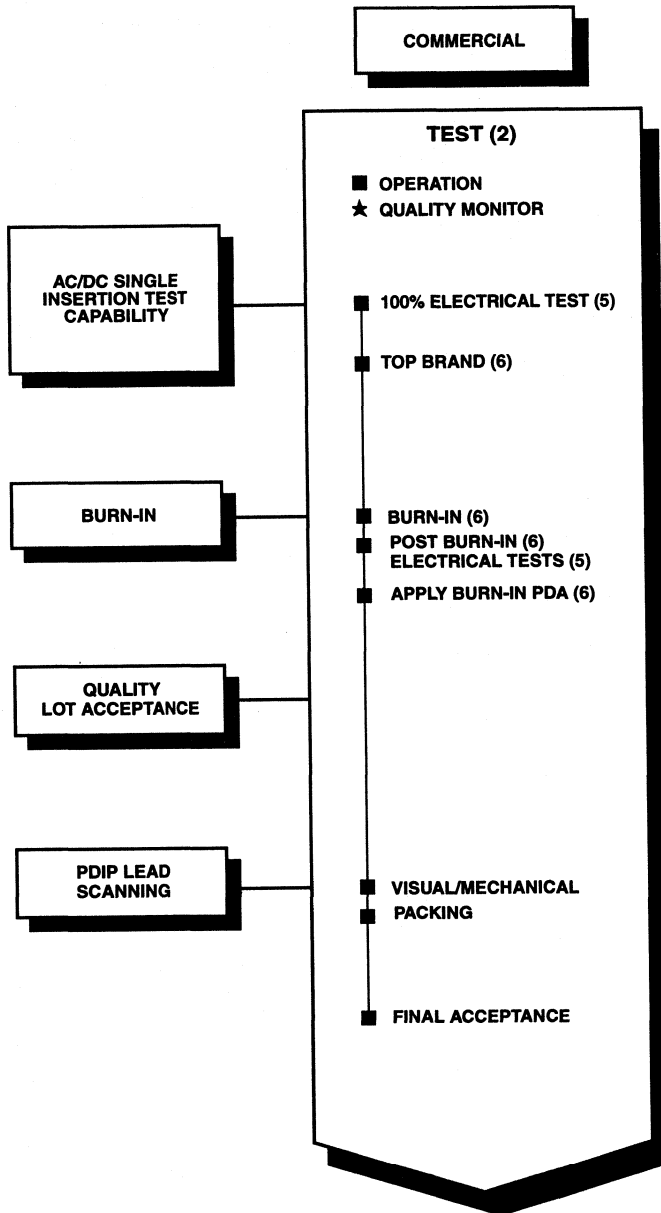 COMMERCIAL
TEST (2)
■ OPERATION
★ QUALITY MONITOR
AC/DC SINGLE
INSERTION TEST
CAPABILITY
100% ELECTRICAL TEST (5)
TOP BRAND (6)
BURN-IN
BURN-IN (6)
POST BURN-IN (6)
ELECTRICAL TESTS (5)
APPLY BURN-IN PDA (6)
QUALITY
LOT ACCEPTANCE
PDIP LEAD
SCANNING
VISUAL/MECHANICAL
PACKING
FINAL ACCEPTANCE